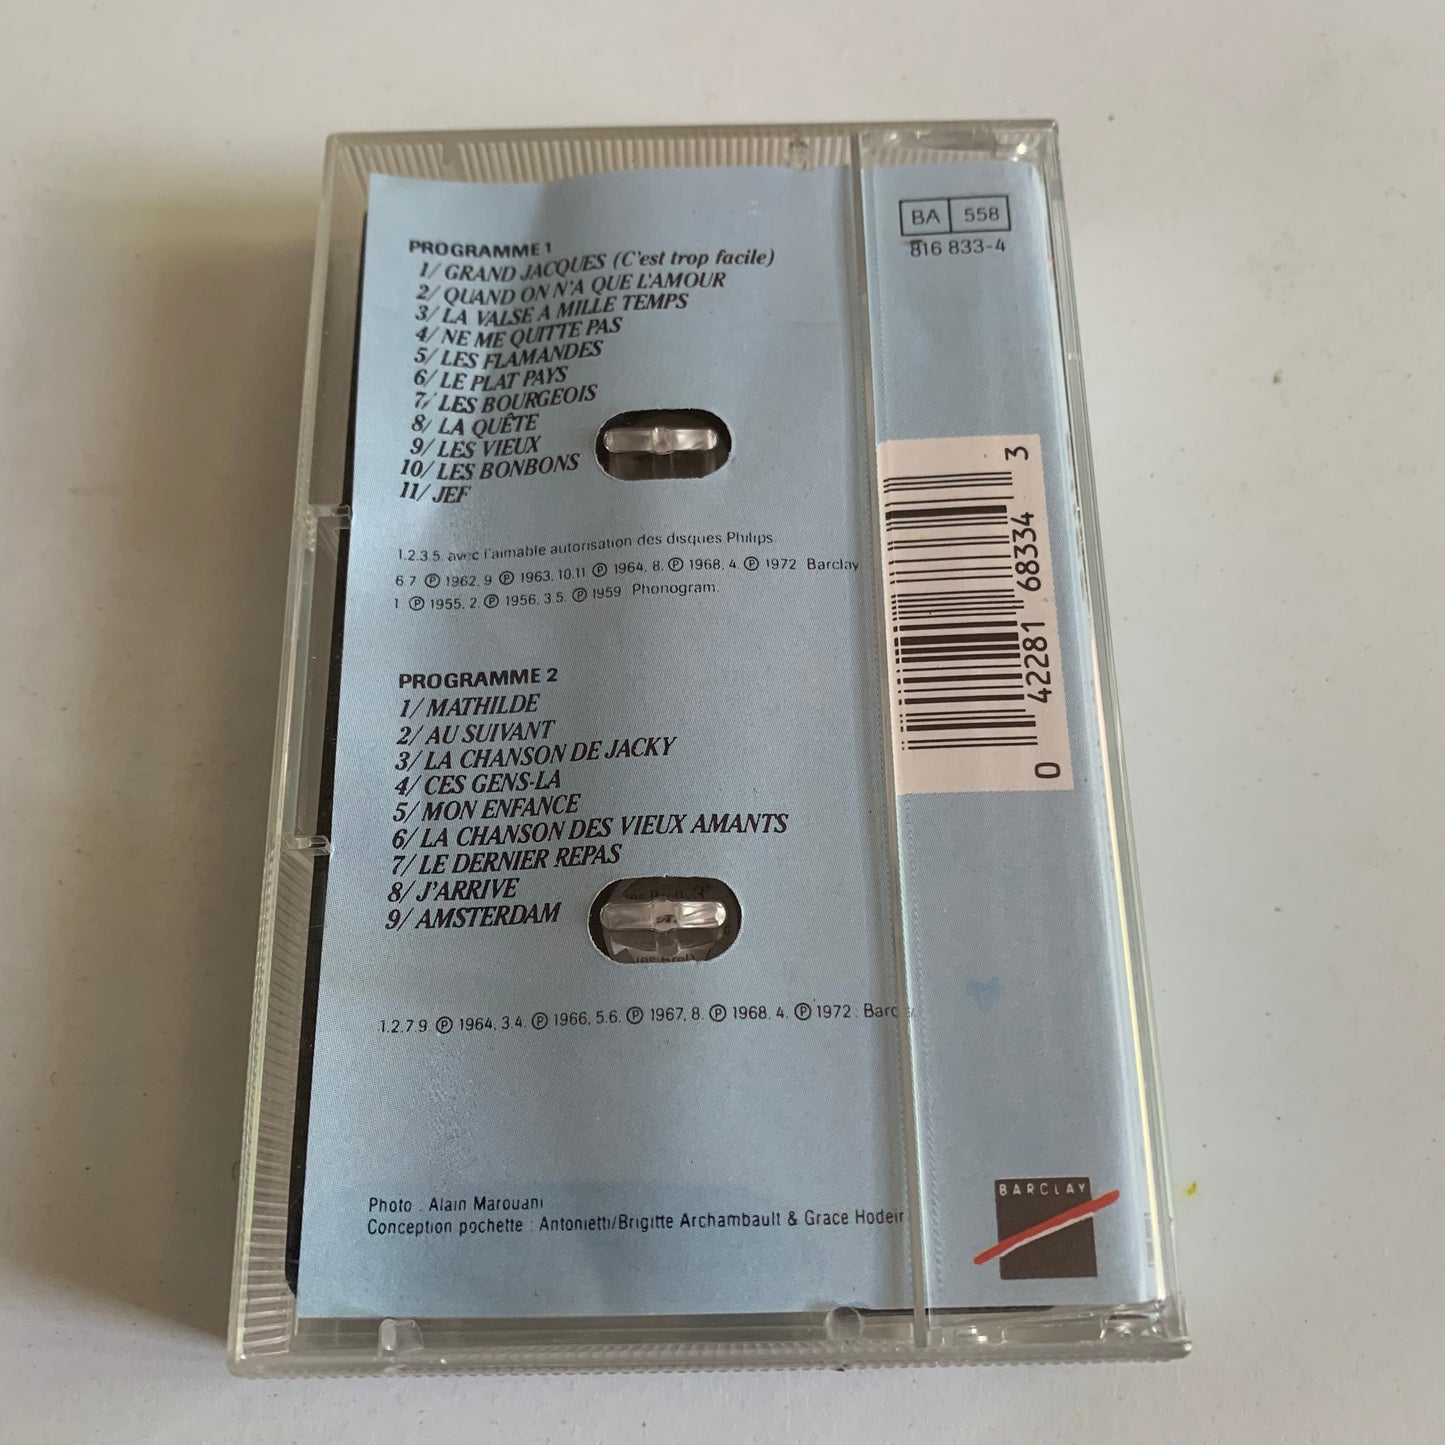 PROGRAMME 1
1/ GRAND JACQUES (C'est trop facile)
2/ QUAND ON N'A QUE L'AMOUR
3/ LA VALSE A MILLE TEMPS
4/ NE ME QUITTE PAS
5/ LES FLAMANDES
6/ LE PLAT PAYS
7/ LES BOURGEOIS
8/ LA QUÊTE
9/ LES VIEUX
10/ LES BONBONS
11/ JEF
1.2.3.5. avec l'aimable autorisation des disques Philips.
6 7 ℗ 1962, 9 ℗ 1963, 10.11 ℗ 1964, 8. ℗ 1968, 4. ℗ 1972 Barclay
1. ℗ 1955, 2. ℗ 1956, 3.5. ℗ 1959 Phonogram.
PROGRAMME 2
1/ MATHILDE
2/ AU SUIVANT
3/ LA CHANSON DE JACKY
4/ CES GENS-LA
5/ MON ENFANCE
6/ LA CHANSON DES VIEUX AMANTS
7/ LE DERNIER REPAS
8/ J'ARRIVE
9/ AMSTERDAM
1.2.7.9 ℗ 1964, 3.4. ℗ 1966, 5.6. ℗ 1967, 8. ℗ 1968, 4. ℗ 1972 : Barc
Photo : Alain Marouani
Conception pochette : Antonietti/Brigitte Archambault & Grace Hodeir
BA 558
816 833-4
0 42281 68334 3
BARCLAY